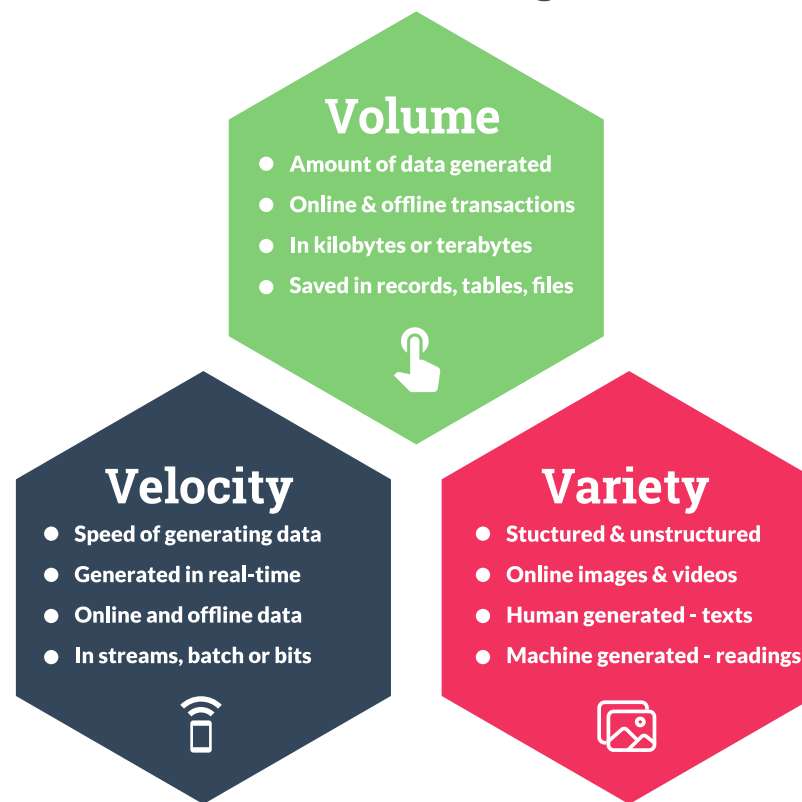 Volume
Amount of data generated
Online & offline transactions
In kilobytes or terabytes
Saved in records, tables, files
Velocity
Speed of generating data
Generated in real-time
Online and offline data
In streams, batch or bits
Variety
Stuctured & unstructured
Online images & videos
Human generated - texts
Machine generated - readings